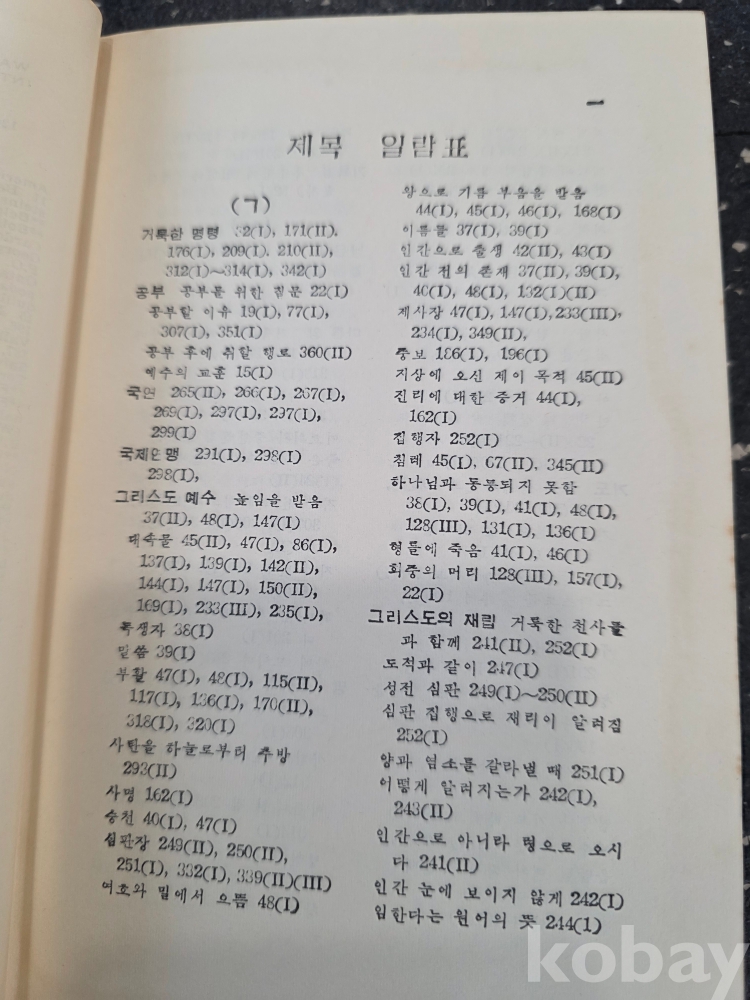 一
제목 일람표
(ㄱ)
거룩한 명령 32(I), 171(II),
176(I), 209(I), 210(II),
312(I)~314(I), 342(I)
공부 공부를 위한 질문 22(I)
공부할 이유 19(I), 77(I),
307(I), 351(I)
공부 후에 취할 행로 360(II)
예수의 교훈 15(I)
265(II), 266(I), 267(I),
269(I), 297(I), 297(I),
299(I)
국제연맹 291(I), 298(I)
298(I),
그리스도 예수 높임을 받음
37(II), 48(I), 147(I)
대속물 45(II), 47(I), 86(I),
137(I), 139(I), 142(II),
144(I), 147(I), 150(II),
169(I), 233(III), 235(I),
독생자 38(I)
말씀 39(I)
부활 47(I), 48(I), 115(II),
117(I), 136(I), 170(II),
318(I), 320(I)
사탄을 하늘로부터 추방
293(II)
사명 162(I)
승천 40(I), 47(I)
심판장 249(II), 250(II),
251(I), 332(I), 339(II)(III)
여호와 밑에서 으뜸 48(I)
왕으로 기름 부음을 받음
44(I), 45(I), 46(I), 168(I)
이름들 37(I), 39(I)
인간으로 출생 42(II), 43(I)
인간 전의 존재 37(II), 39(I),
40(I), 48(I), 132(I)(II)
제사장 47(I), 147(I), 233(III),
234(I), 349(II),
중보 186(I), 196(I)
지상에 오신 제이 목적 45(II)
진리에 대한 증거 44(I),
162(I)
집행자 252(I)
침례 45(I), 67(II), 345(II)
하나님과 동등되지 못함
38(I), 39(I), 41(I), 48(I),
128(III), 131(I), 136(I)
형틀에 죽음 41(I), 46(I)
회중의 머리 128(III), 157(I),
22(I)
그리스도의 재림 거룩한 천사들
과 함께 241(II), 252(I)
도적과 같이 247(I)
성전 심판 249(I)~250(II)
심판 집행으로 재림이 알려짐
252(I)
양과 염소를 갈라낼 때 251(I)
어떻게 알려지는가 242(I),
243(II)
인간으로 아니라 령으로 오시
다 241(II)
인간 눈에 보이지 않게 242(I)
임한다는 원어의 뜻 244(1)
kobay